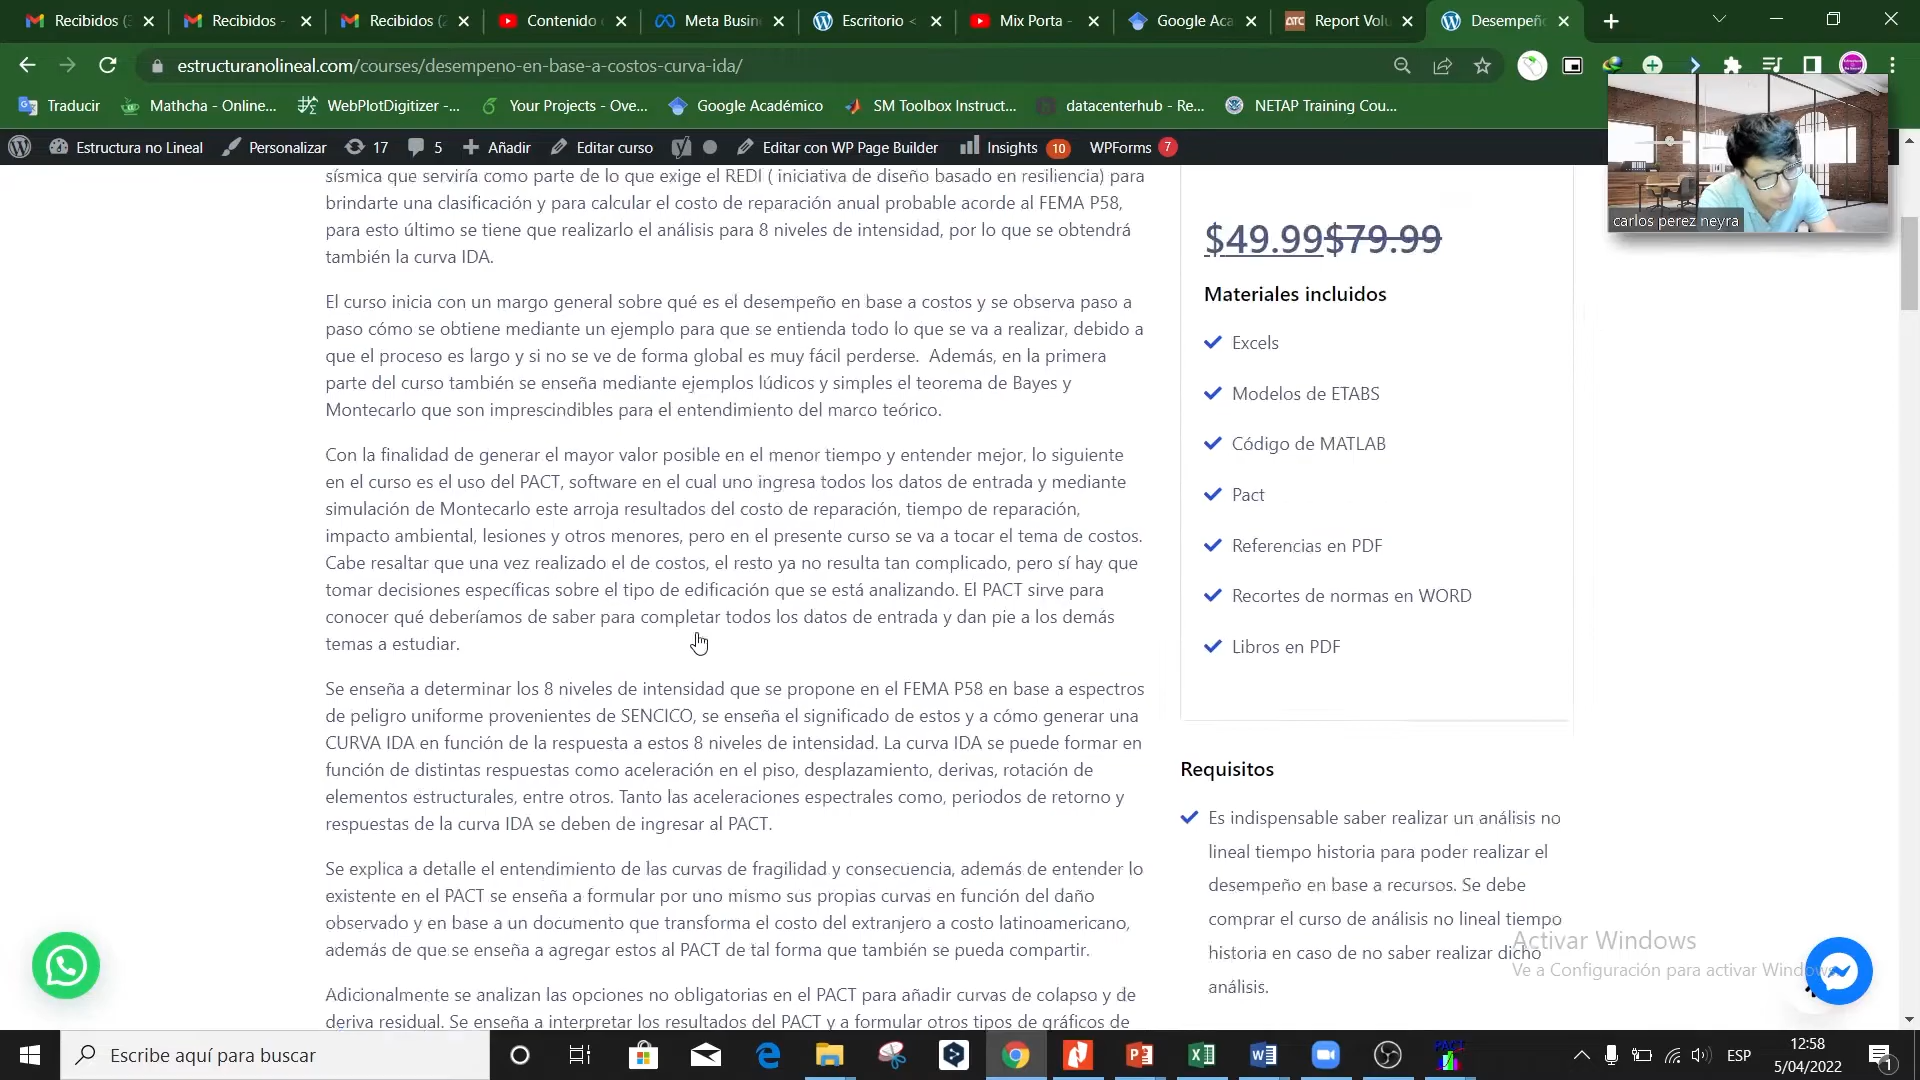 Recibidos (
Recibidos -
Recibidos (
Contenido
Meta Busin
Escritorio <
Mix Porta -
Google Aca
Report Volu
Desempeñ
estructuranolineal.com/courses/desempeno-en-base-a-costos-curva-ida/
Traducir
Mathcha - Online...
WebPlotDigitizer -...
Your Projects - Ove...
Google Académico
SM Toolbox Instruct...
datacenterhub - Re...
NETAP Training Cou...
Estructura no Lineal
Personalizar
17
5
Añadir
Editar curso
Editar con WP Page Builder
Insights 10
WPForms 7
carlos perez neyra
sísmica que serviría como parte de lo que exige el REDI ( iniciativa de diseño basado en resiliencia) para
brindarte una clasificación y para calcular el costo de reparación anual probable acorde al FEMA P58,
para esto último se tiene que realizarlo el análisis para 8 niveles de intensidad, por lo que se obtendrá
también la curva IDA.
El curso inicia con un margo general sobre qué es el desempeño en base a costos y se observa paso a
paso cómo se obtiene mediante un ejemplo para que se entienda todo lo que se va a realizar, debido a
que el proceso es largo y si no se ve de forma global es muy fácil perderse.  Además, en la primera
parte del curso también se enseña mediante ejemplos lúdicos y simples el teorema de Bayes y
Montecarlo que son imprescindibles para el entendimiento del marco teórico.
Con la finalidad de generar el mayor valor posible en el menor tiempo y entender mejor, lo siguiente
en el curso es el uso del PACT, software en el cual uno ingresa todos los datos de entrada y mediante
simulación de Montecarlo este arroja resultados del costo de reparación, tiempo de reparación,
impacto ambiental, lesiones y otros menores, pero en el presente curso se va a tocar el tema de costos.
Cabe resaltar que una vez realizado el de costos, el resto ya no resulta tan complicado, pero sí hay que
tomar decisiones específicas sobre el tipo de edificación que se está analizando. El PACT sirve para
conocer qué deberíamos de saber para completar todos los datos de entrada y dan pie a los demás
temas a estudiar.
Se enseña a determinar los 8 niveles de intensidad que se propone en el FEMA P58 en base a espectros
de peligro uniforme provenientes de SENCICO, se enseña el significado de estos y a cómo generar una
CURVA IDA en función de la respuesta a estos 8 niveles de intensidad. La curva IDA se puede formar en
función de distintas respuestas como aceleración en el piso, desplazamiento, derivas, rotación de
elementos estructurales, entre otros. Tanto las aceleraciones espectrales como, periodos de retorno y
respuestas de la curva IDA se deben de ingresar al PACT.
Se explica a detalle el entendimiento de las curvas de fragilidad y consecuencia, además de entender lo
existente en el PACT se enseña a formular por uno mismo sus propias curvas en función del daño
observado y en base a un documento que transforma el costo del extranjero a costo latinoamericano,
además de que se enseña a agregar estos al PACT de tal forma que también se pueda compartir.
Adicionalmente se analizan las opciones no obligatorias en el PACT para añadir curvas de colapso y de
deriva residual. Se enseña a interpretar los resultados del PACT y a formular otros tipos de gráficos de
$49.99$79.99
Materiales incluidos
Excels
Modelos de ETABS
Código de MATLAB
Pact
Referencias en PDF
Recortes de normas en WORD
Libros en PDF
Requisitos
Es indispensable saber realizar un análisis no
lineal tiempo historia para poder realizar el
desempeño en base a recursos. Se debe
comprar el curso de análisis no lineal tiempo
historia en caso de no saber realizar dicho
análisis.
Activar Windows
Ve a Configuración para activar Windows
Escribe aquí para buscar
PACT
ESP
12:58
5/04/2022
1